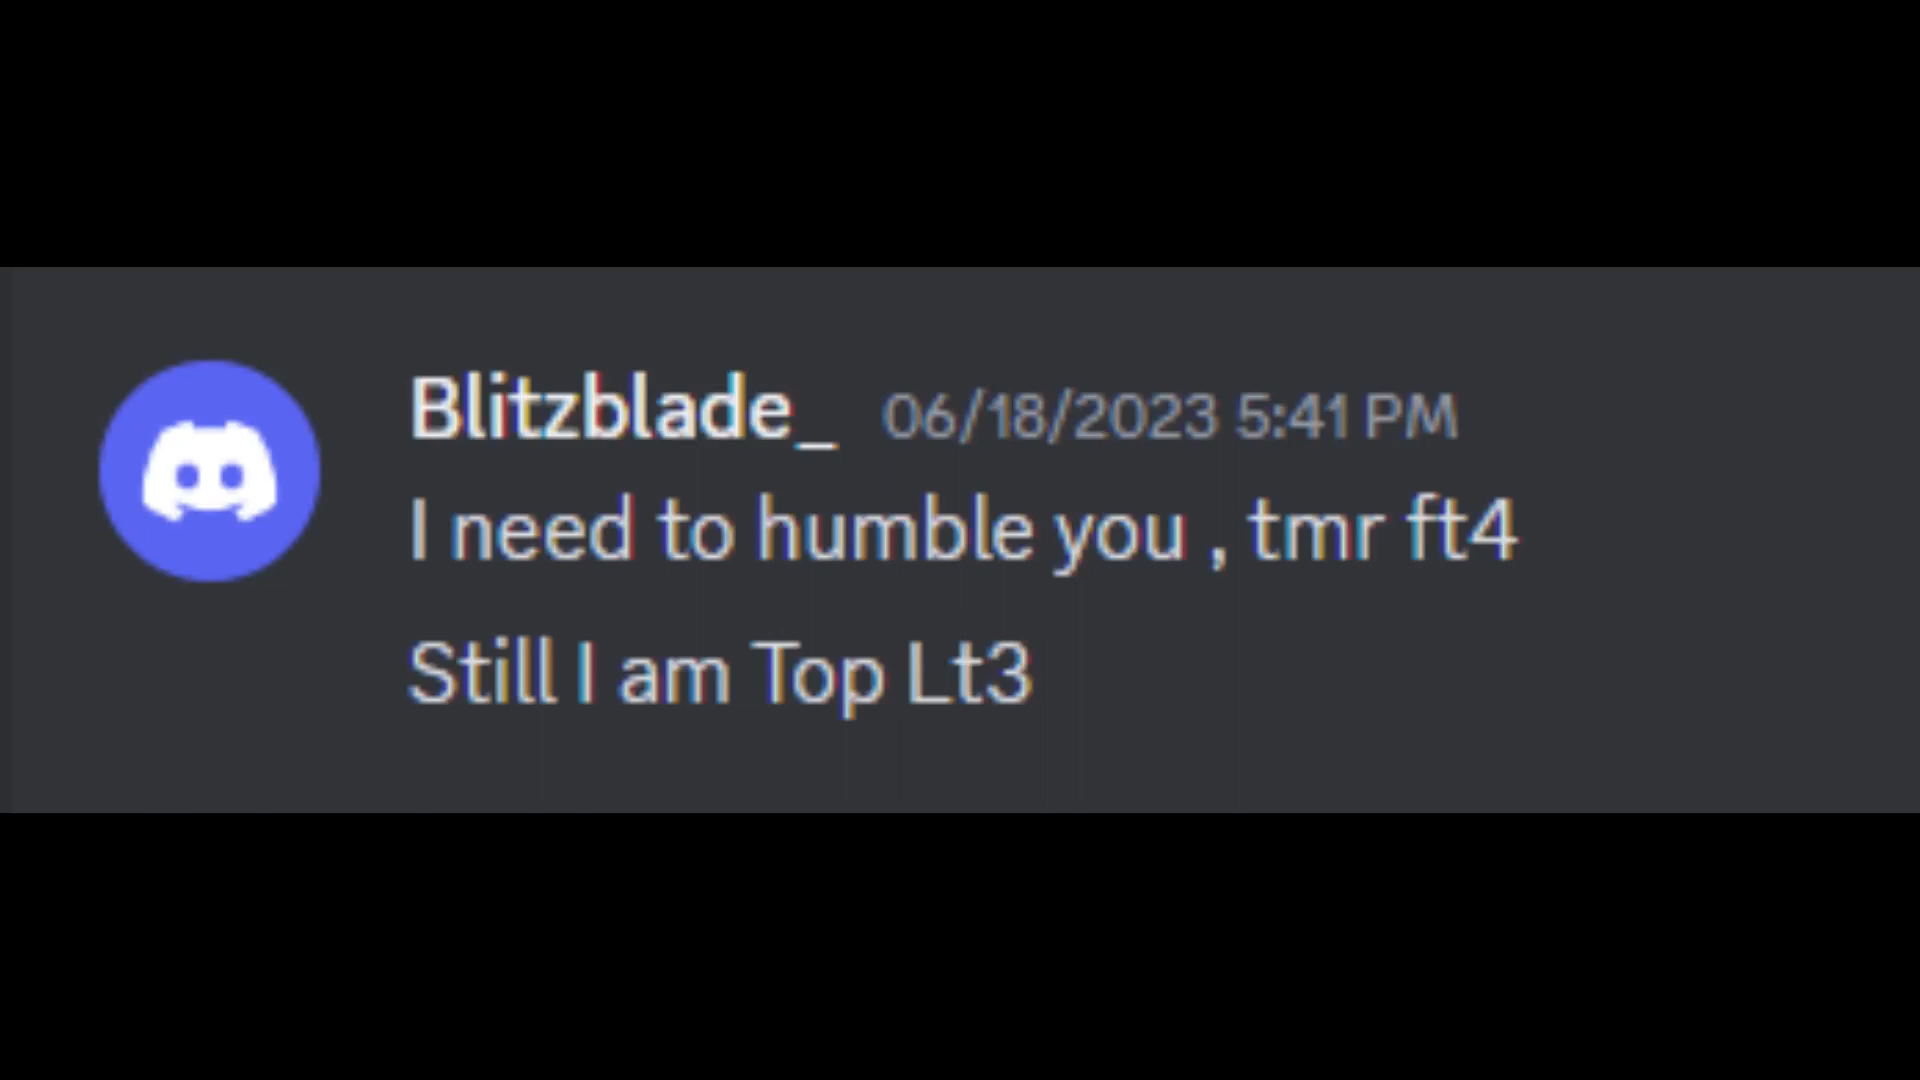 Blitzblade_ 06/18/2023 5:41 PM
I need to humble you , tmr ft4
Still I am Top Lt3